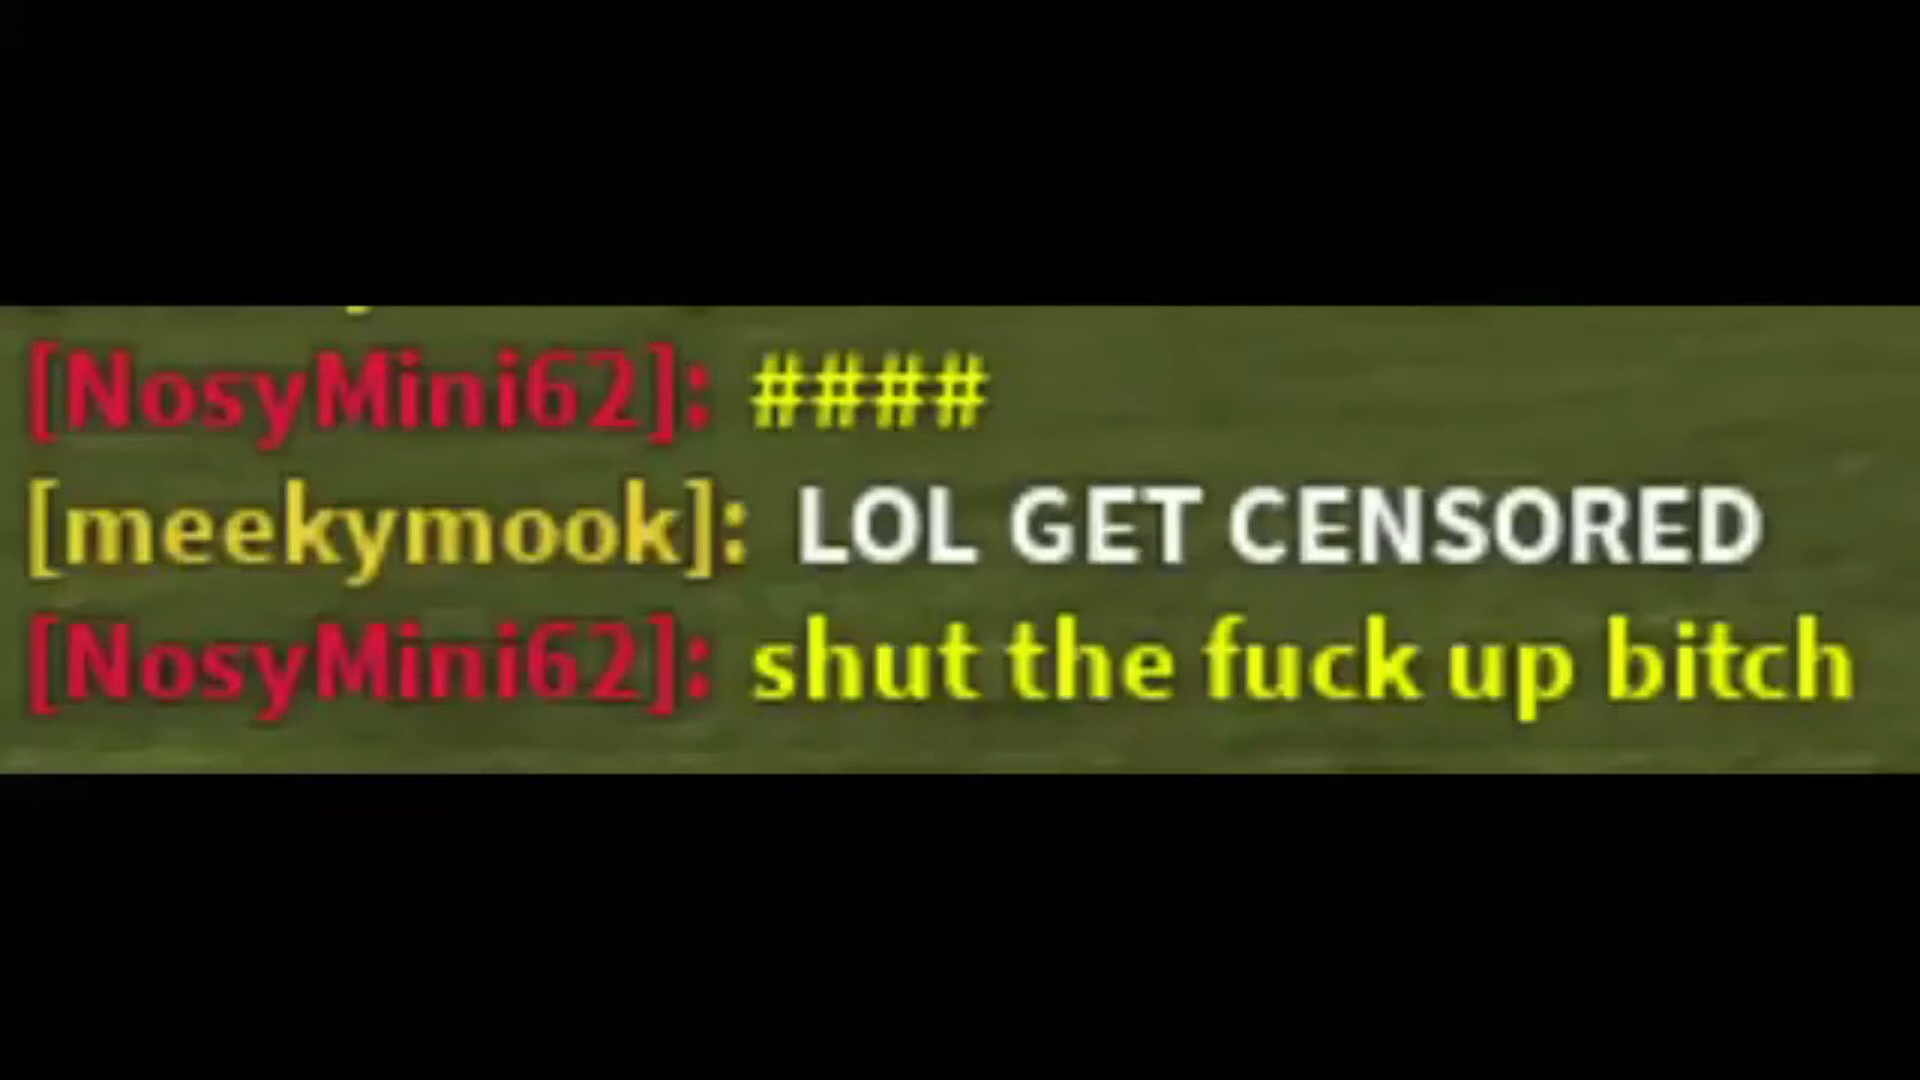 [NosyMini62]: ####
[meekymook]: LOL GET CENSORED
[NosyMini62]: shut the fuck up bitch